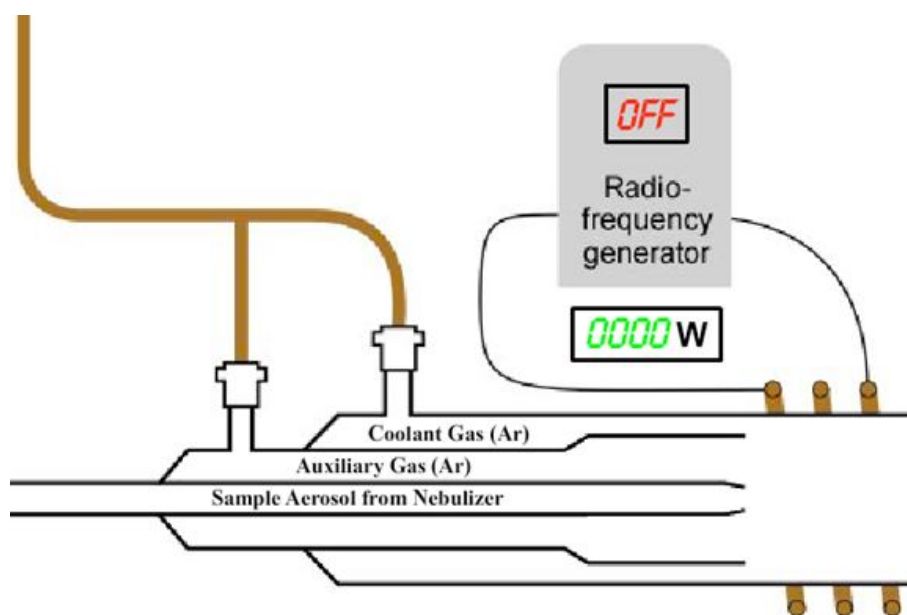 OFF
Radio-
frequency
generator
0000 W
Coolant Gas (Ar)
Auxiliary Gas (Ar)
Sample Aerosol from Nebulizer